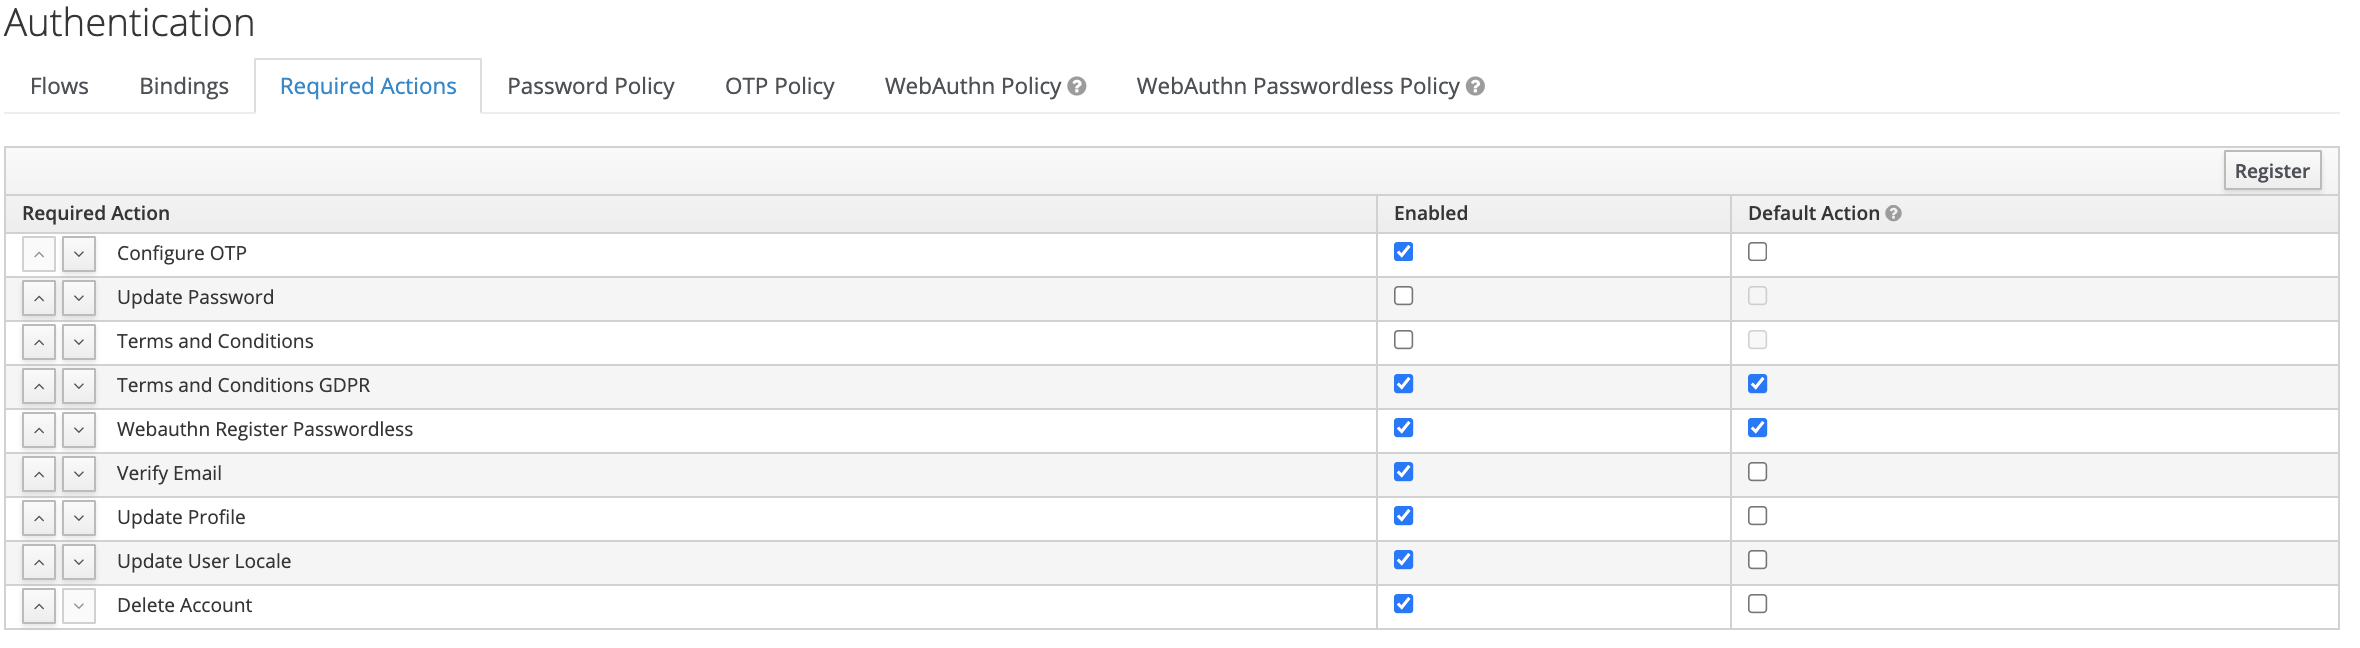 Authentication
Flows Bindings Required Actions Password Policy OTP Policy WebAuthn Policy WebAuthn Passwordless Policy
Register
Required Action Enabled Default Action
Configure OTP
Update Password
Terms and Conditions
Terms and Conditions GDPR
Webauthn Register Passwordless
Verify Email
Update Profile
Update User Locale
Delete Account